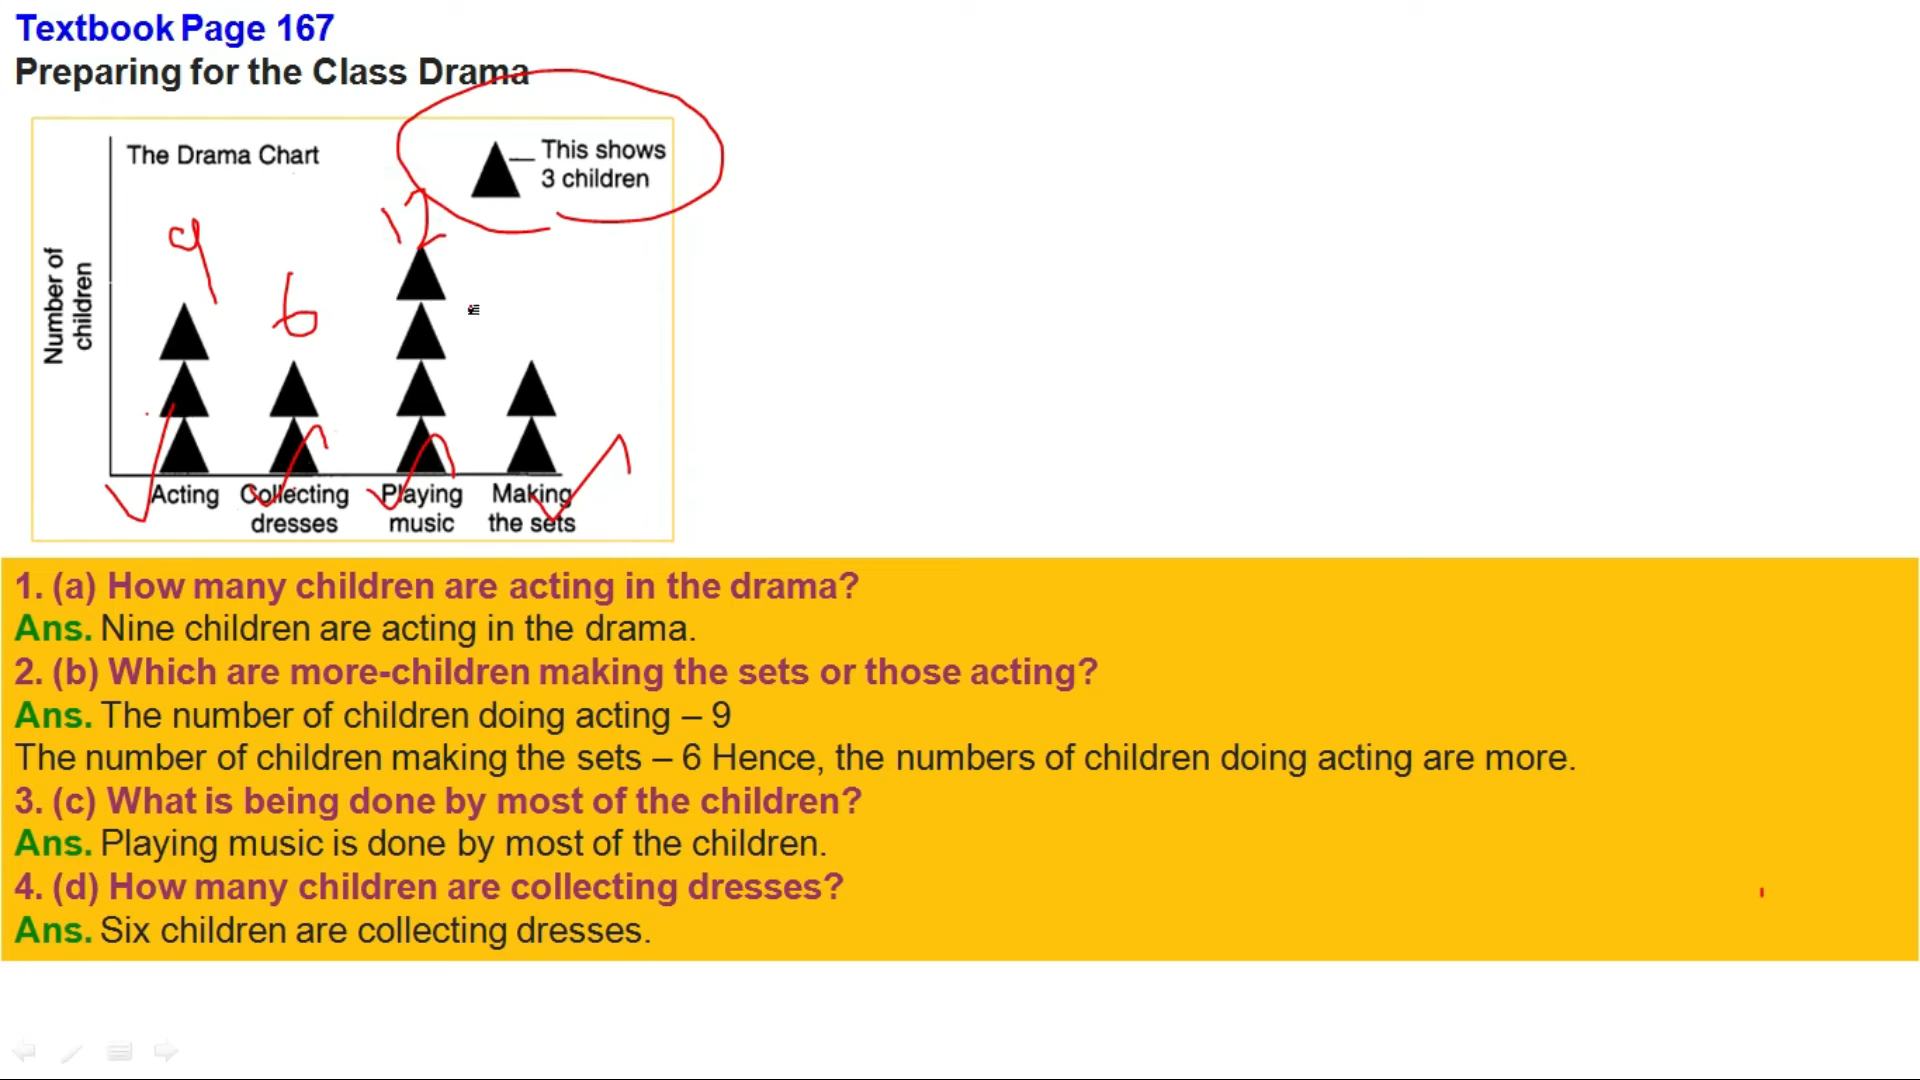 Textbook Page 167
Preparing for the Class Drama
The Drama Chart
This shows
3 children
12
9
6
Number of
children
Acting
Collecting
dresses
Playing
music
Making
the sets
1. (a) How many children are acting in the drama?
Ans. Nine children are acting in the drama.
2. (b) Which are more-children making the sets or those acting?
Ans. The number of children doing acting – 9
The number of children making the sets – 6 Hence, the numbers of children doing acting are more.
3. (c) What is being done by most of the children?
Ans. Playing music is done by most of the children.
4. (d) How many children are collecting dresses?
Ans. Six children are collecting dresses.